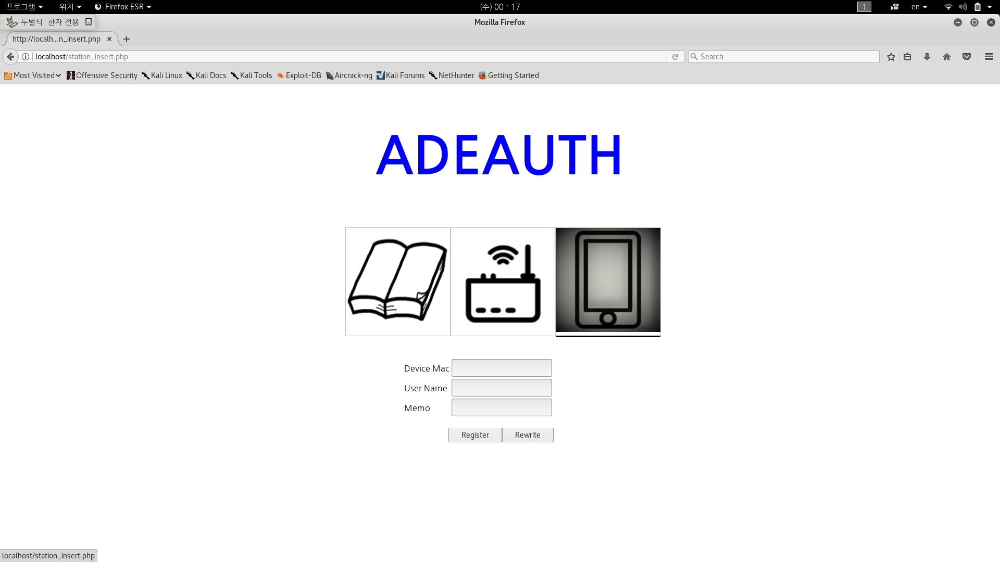 프로그램 위치 Firefox ESR (수) 00 : 17 1 en
두벌식 한자 전용 Mozilla Firefox
http://localh...n_insert.php
localhost/station_insert.php Search
Most Visited Offensive Security Kali Linux Kali Docs Kali Tools Exploit-DB Aircrack-ng Kali Forums NetHunter Getting Started
ADEAUTH
Device Mac
User Name
Memo
Register Rewrite
localhost/station_insert.php